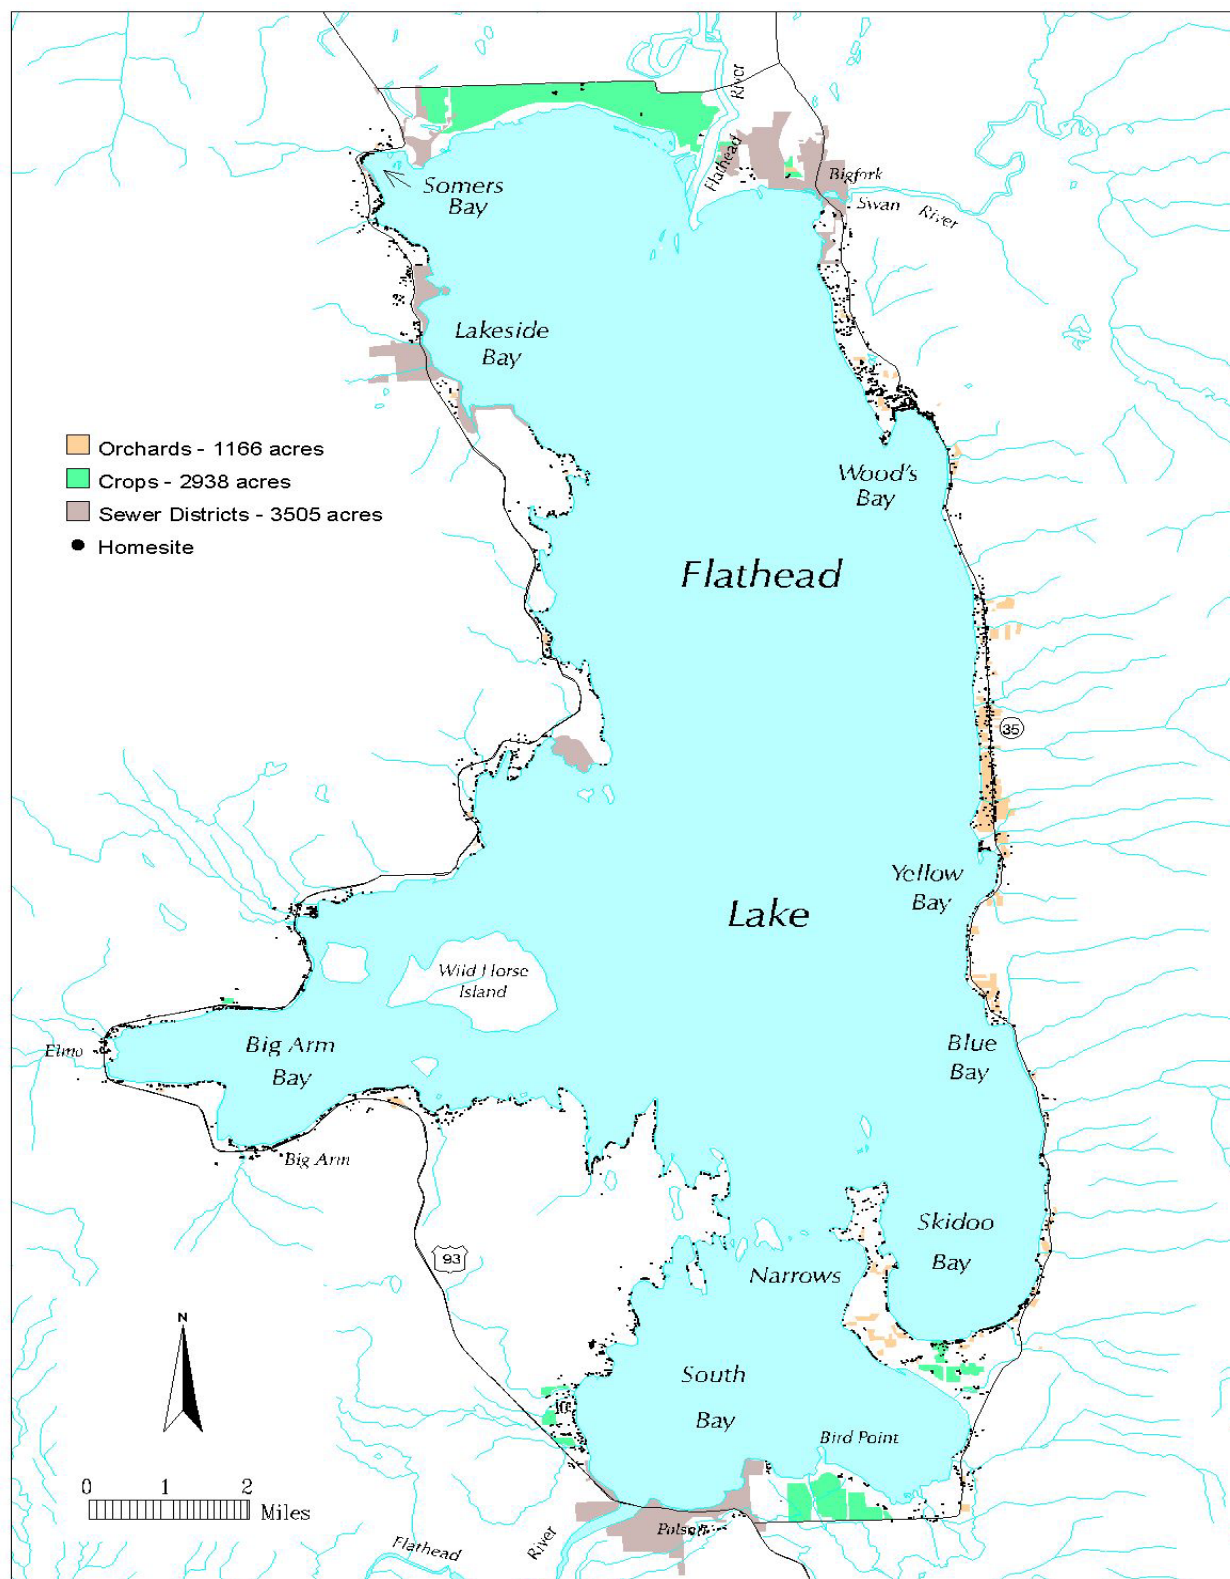 River
Flathead
Bigfork
Swan River
Somers
Bay
Lakeside
Bay
Orchards - 1166 acres
Crops - 2938 acres
Sewer Districts - 3505 acres
Homesite
Wood's
Bay
Flathead
35
Yellow
Bay
Lake
Wild Horse
Island
Elmo
Big Arm
Bay
Blue
Bay
Big Arm
Skidoo
Bay
93
Narrows
N
South
Bay
Bird Point
0 1 2
Miles
Polson
Flathead
River